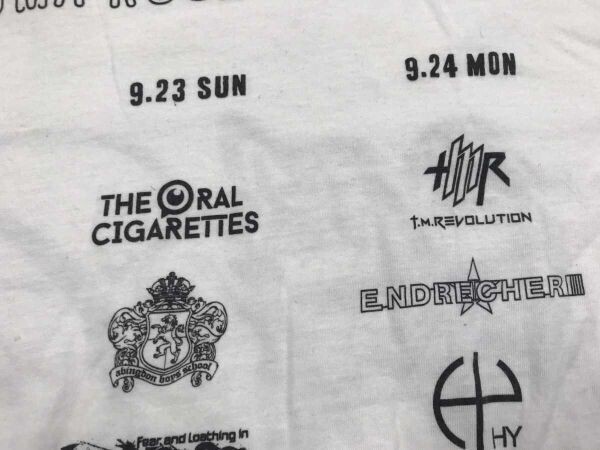 9.23 SUN
THE ORAL
CIGARETTES
abingdon boys school
Fear, and Loathing in
9.24 MON
TMR
T.M.REVOLUTION
ENDRECHERI
HY